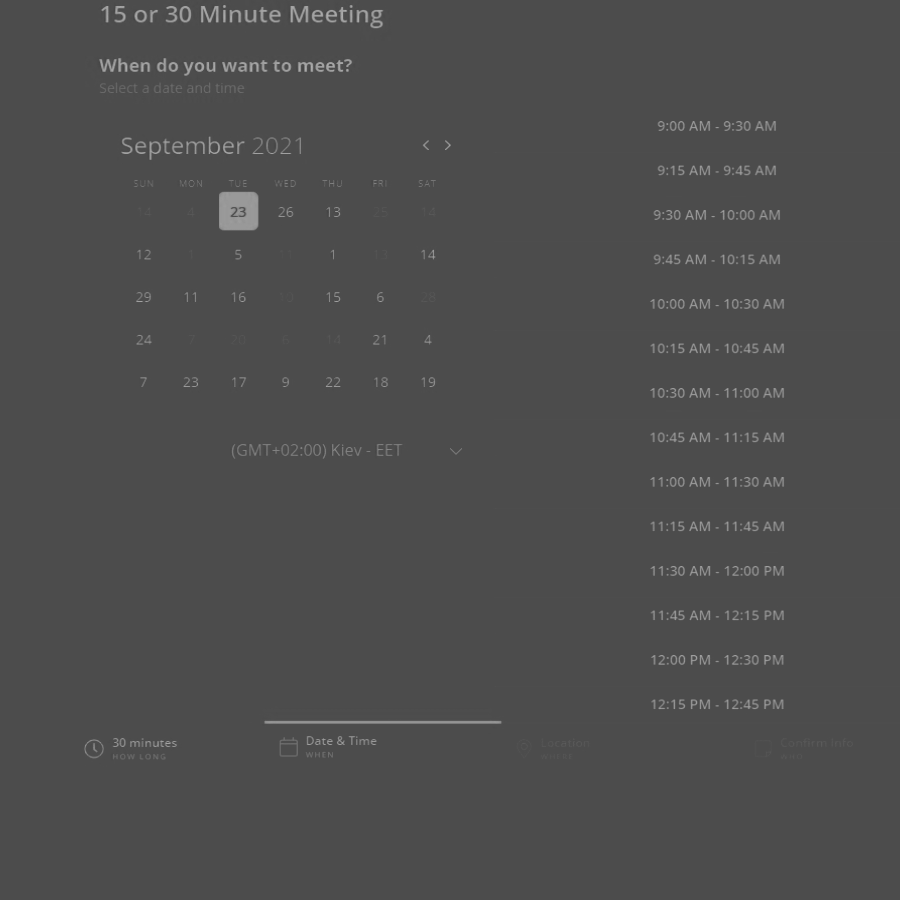 15 or 30 Minute Meeting
When do you want to meet?
Select a date and time
September 2021
SUN MON TUE WED THU FRI SAT
14 4 23 26 13 25 14
12 1 5 11 1 13 14
29 11 16 10 15 6 28
24 7 20 6 14 21 4
7 23 17 9 22 18 19
(GMT+02:00) Kiev - EET
9:00 AM - 9:30 AM
9:15 AM - 9:45 AM
9:30 AM - 10:00 AM
9:45 AM - 10:15 AM
10:00 AM - 10:30 AM
10:15 AM - 10:45 AM
10:30 AM - 11:00 AM
10:45 AM - 11:15 AM
11:00 AM - 11:30 AM
11:15 AM - 11:45 AM
11:30 AM - 12:00 PM
11:45 AM - 12:15 PM
12:00 PM - 12:30 PM
12:15 PM - 12:45 PM
30 minutes
HOW LONG
Date & Time
WHEN
Location
Confirm Info